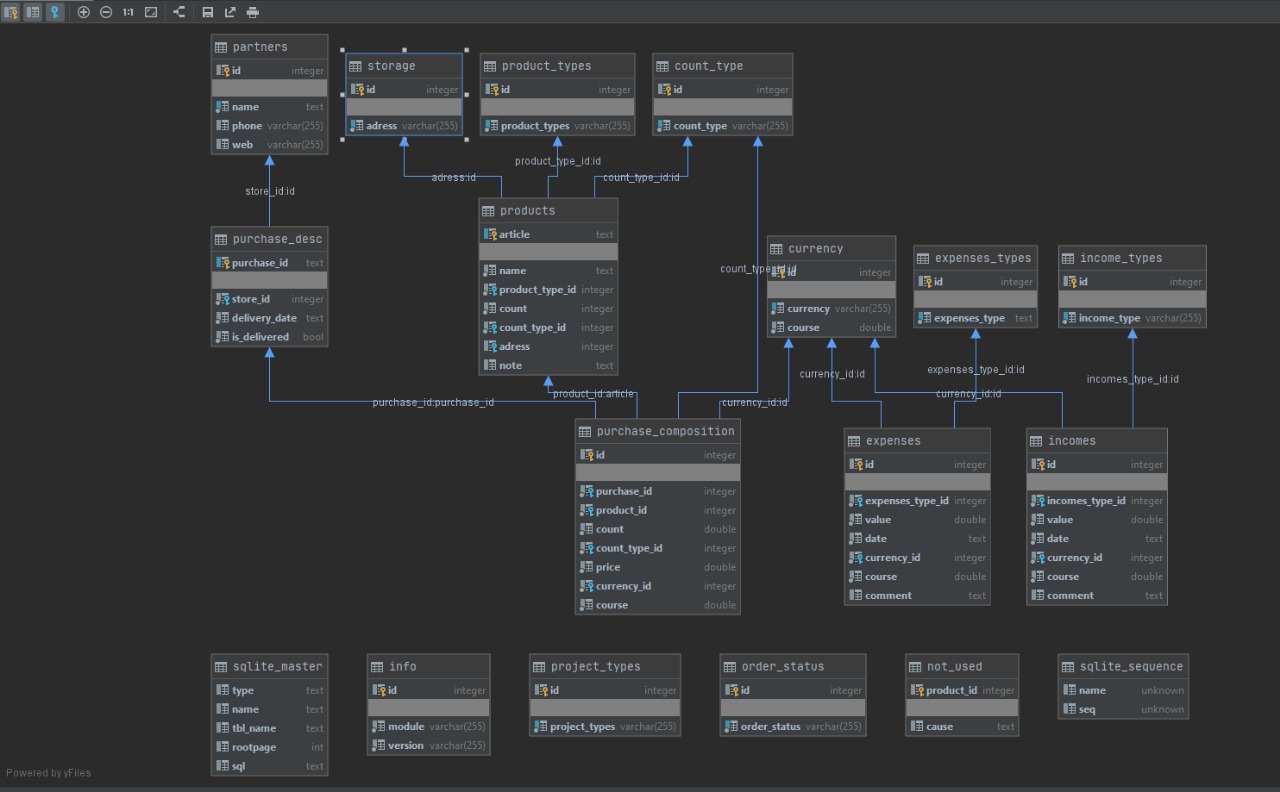 1:1
partners
id integer
name text
phone varchar(255)
web varchar(255)
storage
id integer
adress varchar(255)
product_types
id integer
product_types varchar(255)
count_type
id integer
count_type varchar(255)
store_id:id
adress:id
product_type_id:id
count_type_id:id
purchase_desc
purchase_id text
store_id integer
delivery_date text
is_delivered bool
products
article text
name text
product_type_id integer
count integer
count_type_id integer
adress integer
note text
count_type_id:id
currency
id integer
currency varchar(255)
course double
expenses_types
id integer
expenses_type text
income_types
id integer
income_type varchar(255)
purchase_id:purchase_id
product_id:article
currency_id:id
currency_id:id
expenses_type_id:id
currency_id:id
incomes_type_id:id
purchase_composition
id integer
purchase_id integer
product_id integer
count double
count_type_id integer
price double
currency_id integer
course double
expenses
id integer
expenses_type_id integer
value double
date text
currency_id integer
course double
comment text
incomes
id integer
incomes_type_id integer
value double
date text
currency_id integer
course double
comment text
sqlite_master
type text
name text
tbl_name text
rootpage int
sql text
info
id integer
module varchar(255)
version varchar(255)
project_types
id integer
project_types varchar(255)
order_status
id integer
order_status varchar(255)
not_used
product_id integer
cause text
sqlite_sequence
name unknown
seq unknown
Powered by yFiles